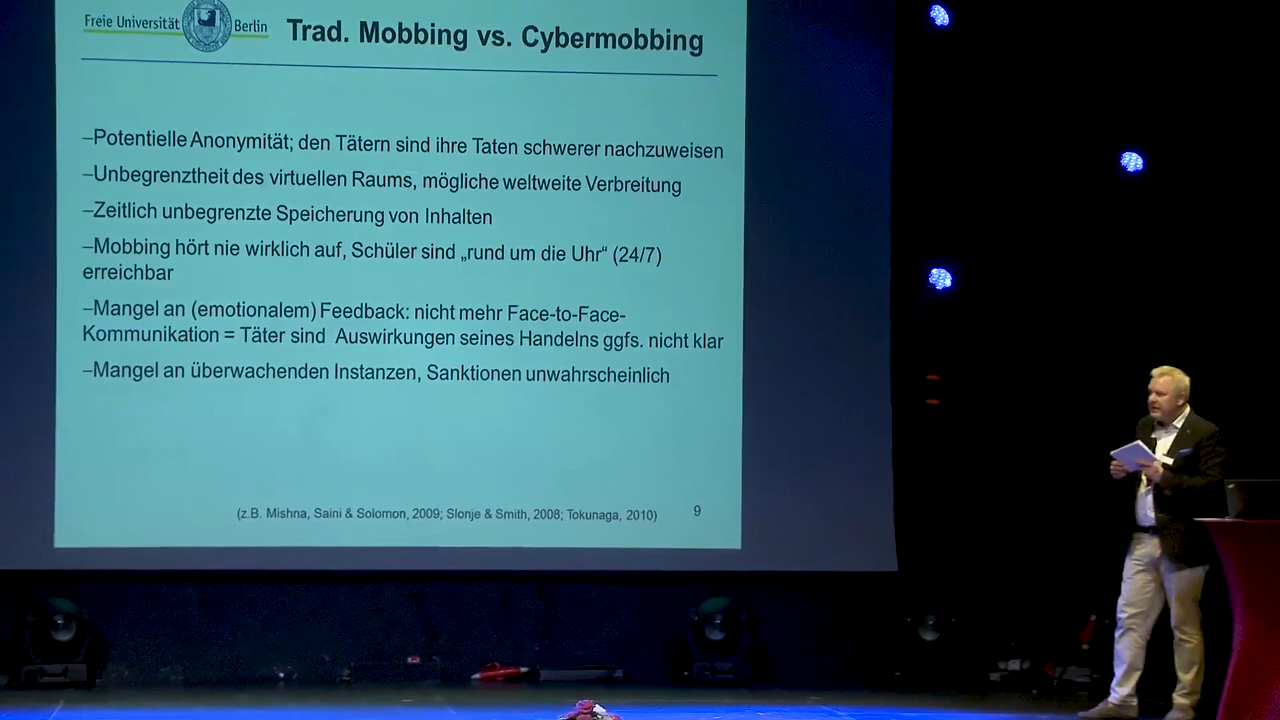 Freie Universität Berlin
Trad. Mobbing vs. Cybermobbing
–Potentielle Anonymität; den Tätern sind ihre Taten schwerer nachzuweisen
–Unbegrenztheit des virtuellen Raums, mögliche weltweite Verbreitung
–Zeitlich unbegrenzte Speicherung von Inhalten
–Mobbing hört nie wirklich auf, Schüler sind „rund um die Uhr“ (24/7)
erreichbar
–Mangel an (emotionalem) Feedback: nicht mehr Face-to-Face-
Kommunikation = Täter sind Auswirkungen seines Handelns ggfs. nicht klar
–Mangel an überwachenden Instanzen, Sanktionen unwahrscheinlich
(z.B. Mishna, Saini & Solomon, 2009; Slonje & Smith, 2008; Tokunaga, 2010)
9